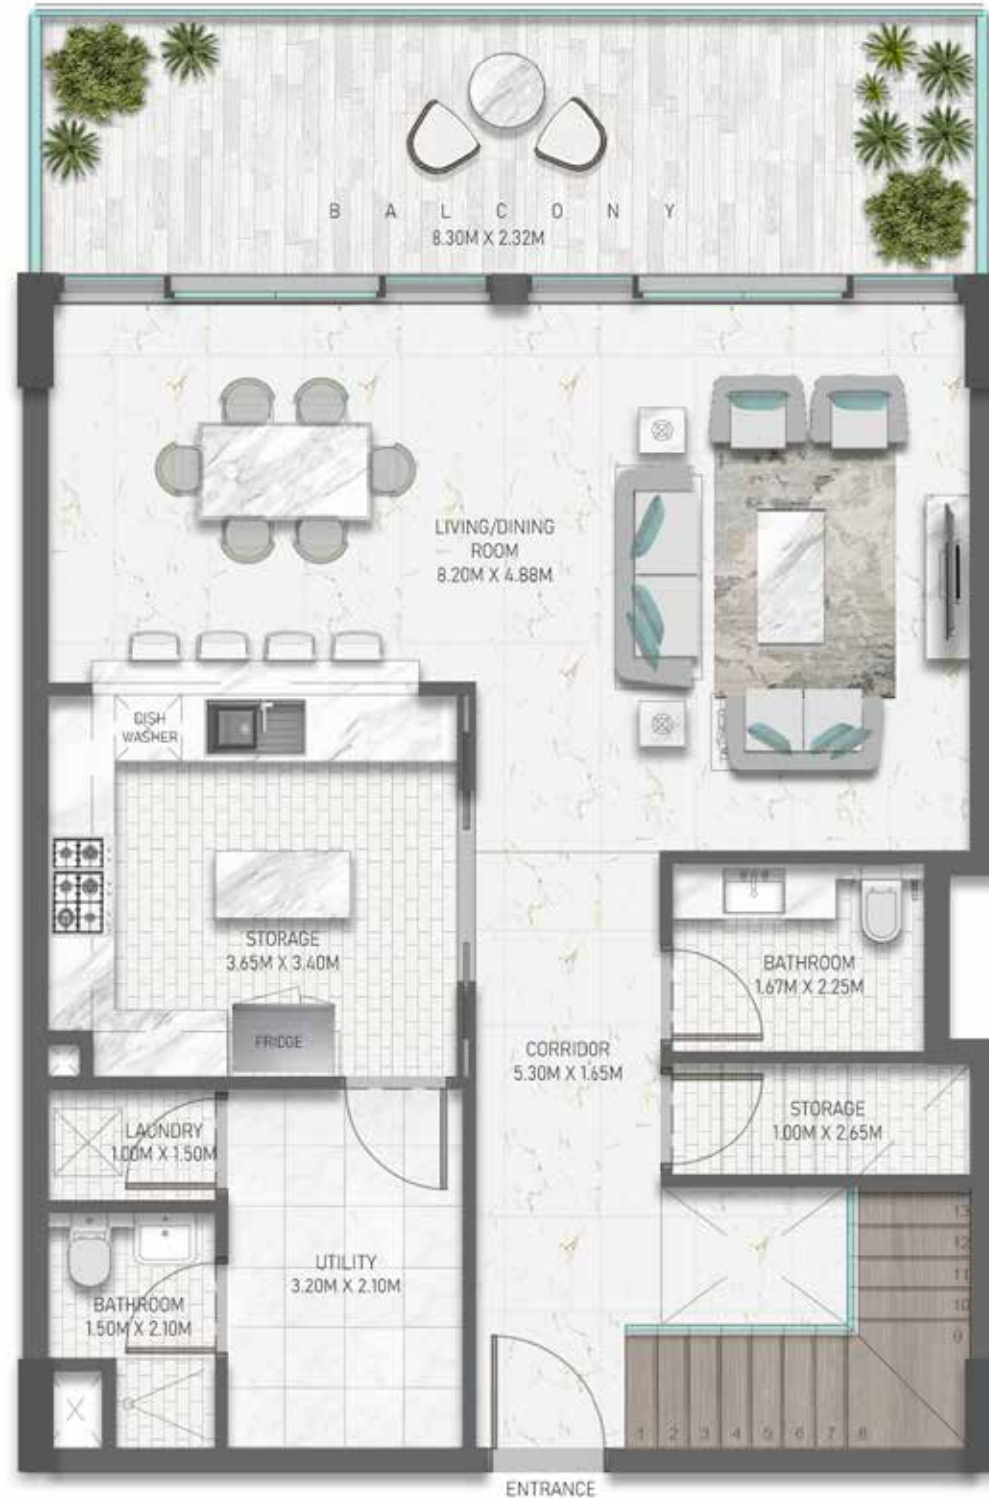 B A L C O N Y
8.30M X 2.32M
LIVING/DINING
ROOM
8.20M X 4.88M
DISH
WASHER
STORAGE
3.65M X 3.40M
FRIDGE
BATHROOM
1.67M X 2.25M
CORRIDOR
5.30M X 1.65M
STORAGE
1.00M X 2.65M
LAUNDRY
1.00M X 1.50M
UTILITY
3.20M X 2.10M
BATHROOM
1.50M X 2.10M
13
12
11
10
9
1 2 3 4 5 6 7 8
ENTRANCE